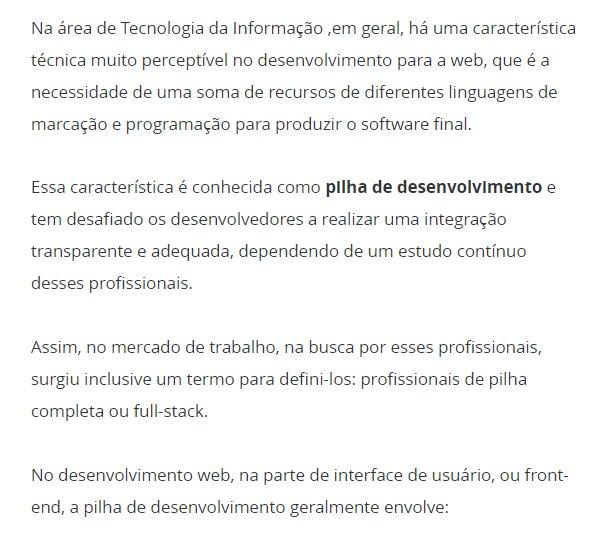 Na área de Tecnologia da Informação ,em geral, há uma característica
técnica muito perceptível no desenvolvimento para a web, que é a
necessidade de uma soma de recursos de diferentes linguagens de
marcação e programação para produzir o software final.
Essa característica é conhecida como pilha de desenvolvimento e
tem desafiado os desenvolvedores a realizar uma integração
transparente e adequada, dependendo de um estudo contínuo
desses profissionais.
Assim, no mercado de trabalho, na busca por esses profissionais,
surgiu inclusive um termo para defini-los: profissionais de pilha
completa ou full-stack.
No desenvolvimento web, na parte de interface de usuário, ou front-
end, a pilha de desenvolvimento geralmente envolve: